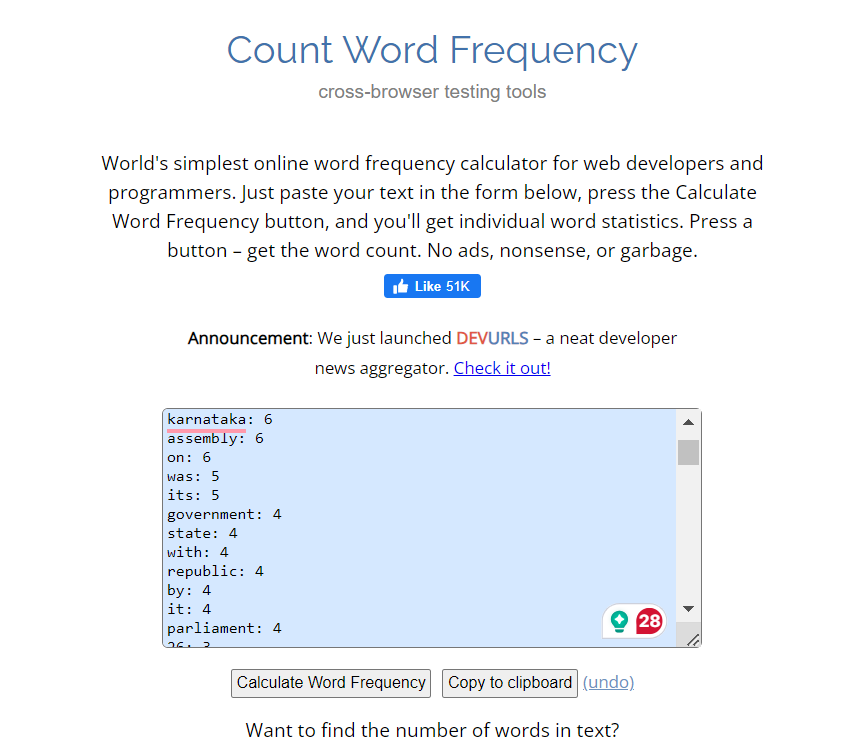 Count Word Frequency
cross-browser testing tools
World's simplest online word frequency calculator for web developers and
programmers. Just paste your text in the form below, press the Calculate
Word Frequency button, and you'll get individual word statistics. Press a
button – get the word count. No ads, nonsense, or garbage.
Like 51K
Announcement: We just launched DEVURLS – a neat developer
news aggregator. Check it out!
karnataka: 6
assembly: 6
on: 6
was: 5
its: 5
government: 4
state: 4
with: 4
republic: 4
by: 4
it: 4
parliament: 4
26: 3
28
Calculate Word Frequency Copy to clipboard (undo)
Want to find the number of words in text?